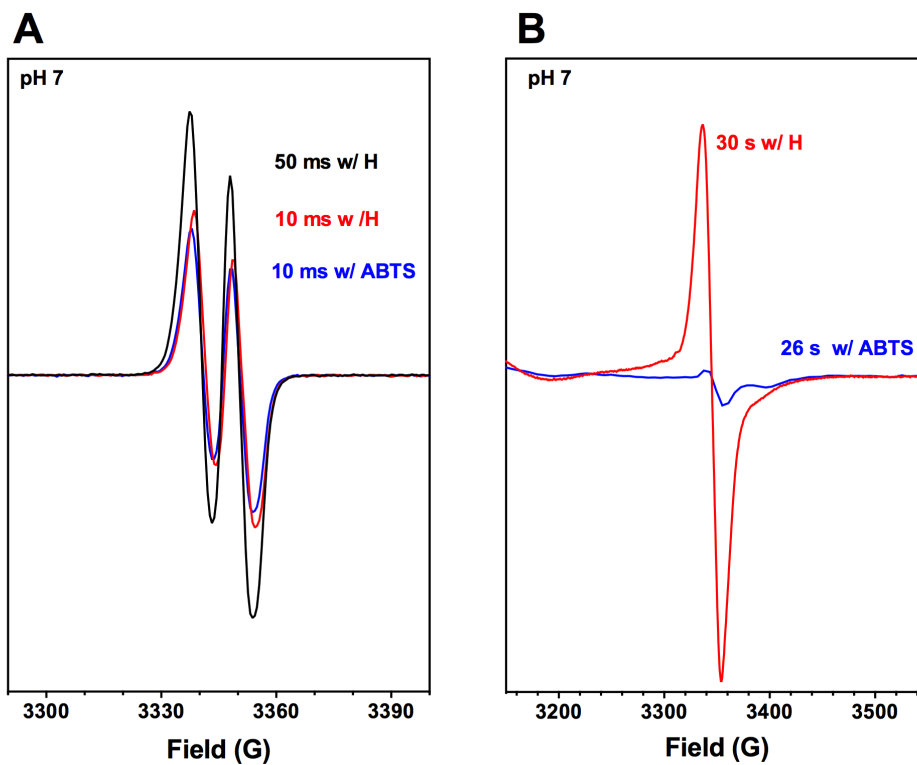 A
pH 7
50 ms w/ H
10 ms w /H
10 ms w/ ABTS
3300 3330 3360 3390
Field (G)
B
pH 7
30 s w/ H
26 s w/ ABTS
3200 3300 3400 3500
Field (G)